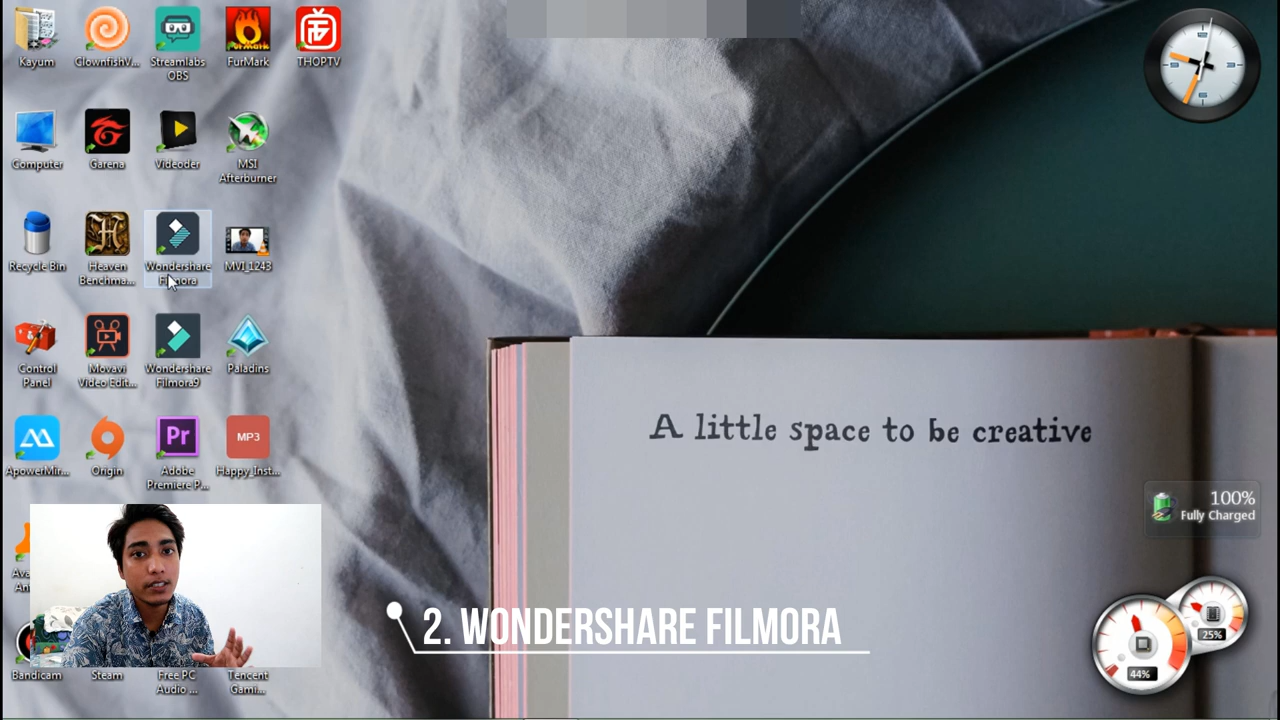 Kayum
ClownfishV...
Streamlabs
OBS
FurMark
THOPTV
Computer
Garena
Videoder
MSI
Afterburner
Recycle Bin
Heaven
Benchma...
Wondershare
Filmora
MVI_1243
Control
Panel
Movavi
Video Edit...
Wondershare
Filmora9
Paladins
ApowerMir...
Origin
Pr
Adobe
Premiere P...
MP3
Happy_Inst...
A little space to be creative
100%
Fully Charged
2. WONDERSHARE FILMORA
25%
44%
Bandicam
Steam
Free PC
Audio ...
Tencent
Gami...